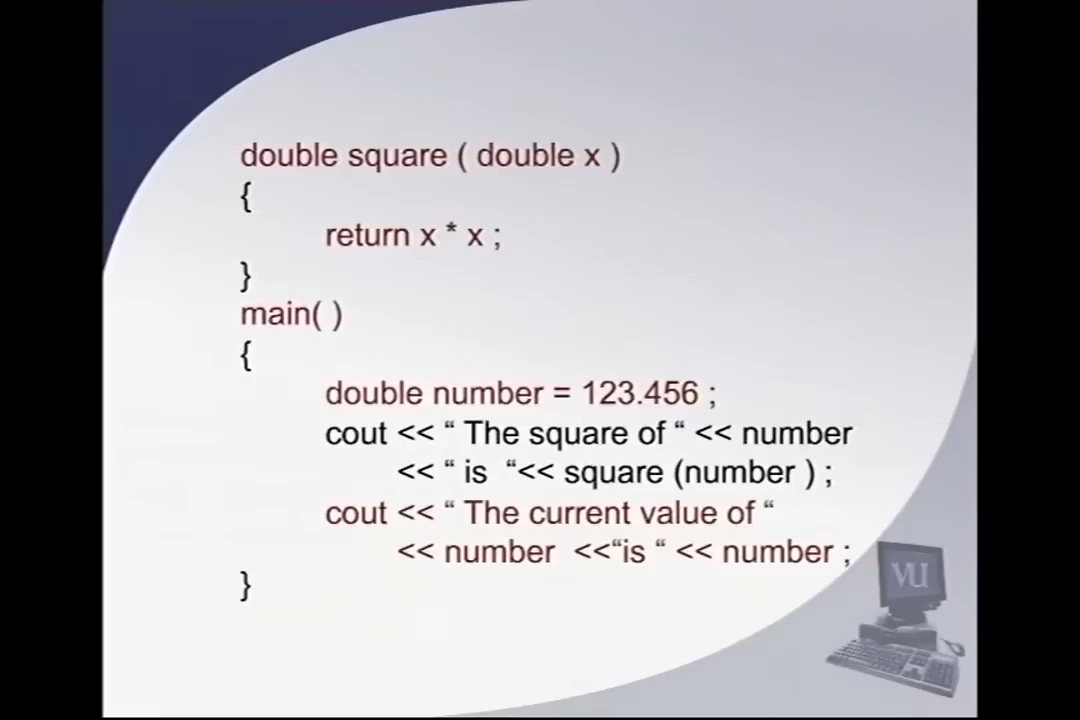 double square ( double x )
{
return x * x ;
}
main( )
{
double number = 123.456 ;
cout << “ The square of “ << number
<< “ is “<< square (number ) ;
cout << “ The current value of “
<< number <<“is “ << number ;
}
VU